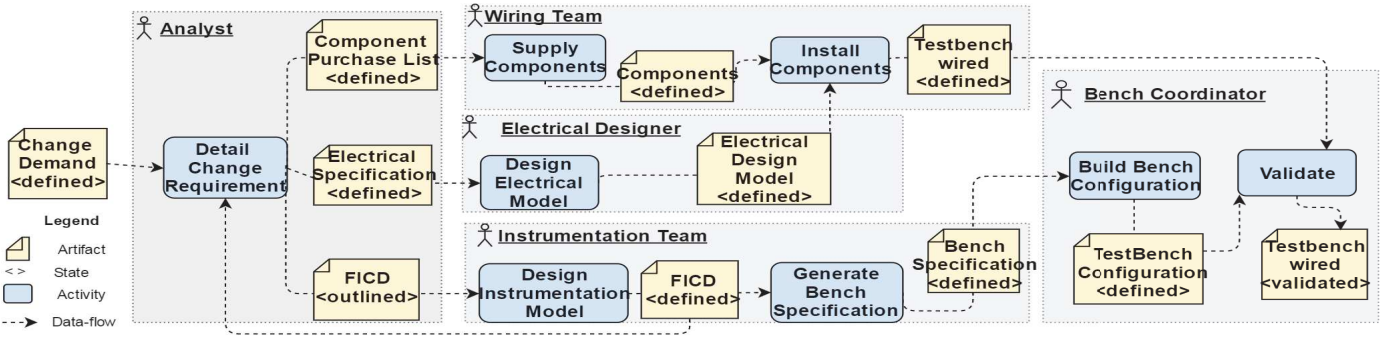 Analyst
Component
Purchase List
<defined>
Change
Demand
<defined>
Detail
Change
Requirement
Electrical
Specification
<defined>
FICD
<outlined>
Legend
Artifact
< >
State
Activity
Data-flow
Wiring Team
Supply
Components
Components
<defined>
Install
Components
Testbench
wired
<defined>
Electrical Designer
Design
Electrical
Model
Electrical
Design
Model
<defined>
Instrumentation Team
Design
Instrumentation
Model
FICD
<defined>
Generate
Bench
Specification
Bench
Specification
<defined>
Bench Coordinator
Build Bench
Configuration
Validate
TestBench
Configuration
<defined>
Testbench
wired
<validated>